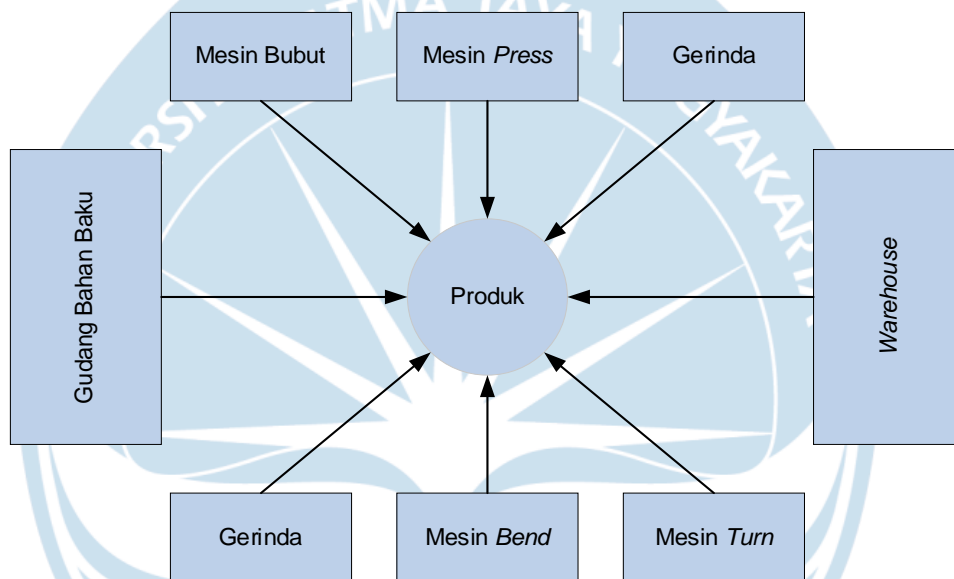 Mesin Bubut
Mesin Press
Gerinda
Gudang Bahan Baku
Produk
Warehouse
Gerinda
Mesin Bend
Mesin Turn